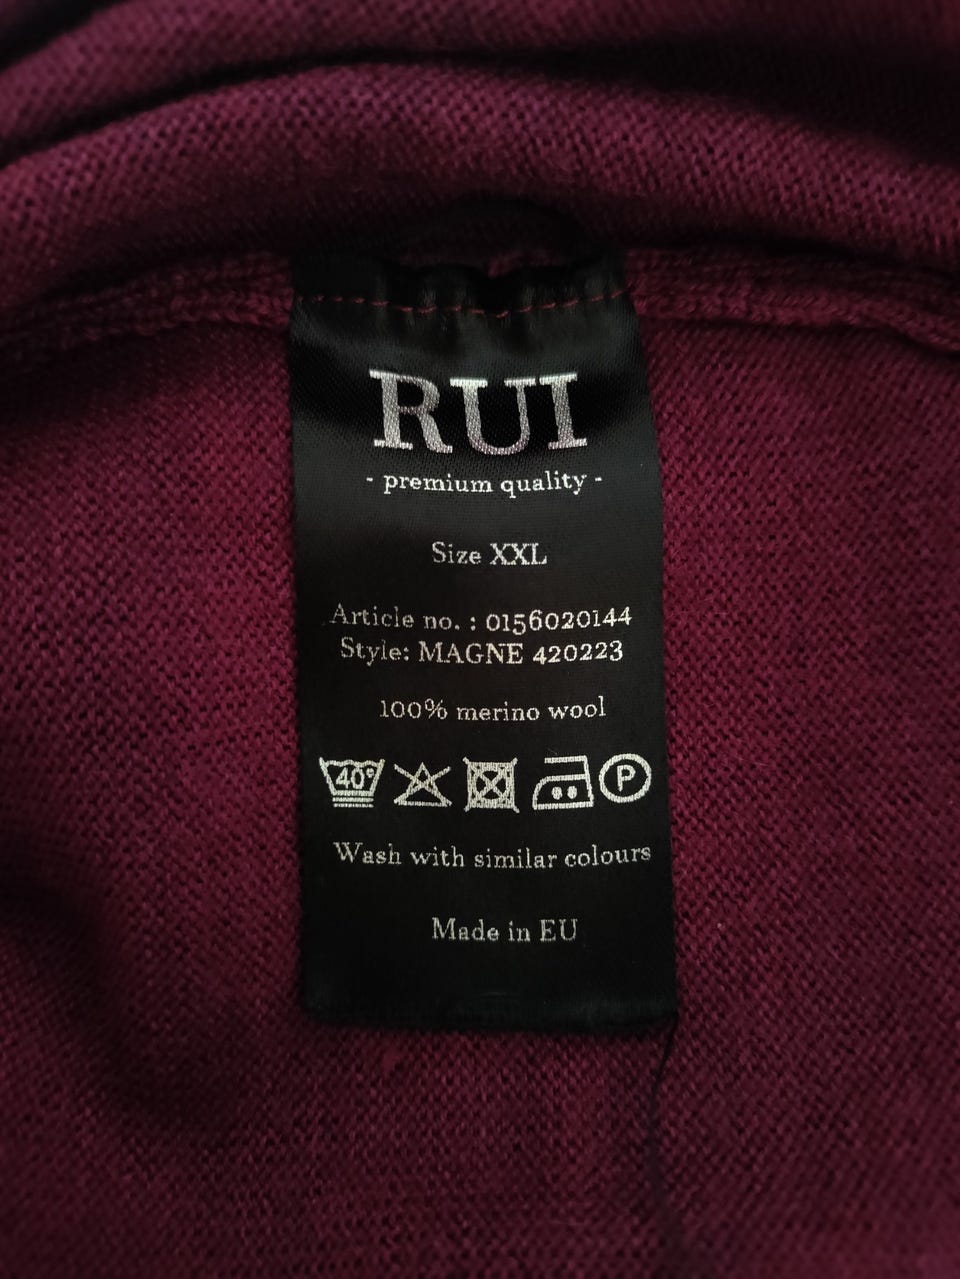 RUI
- premium quality -
Size XXL
Article no. : 0156020144
Style: MAGNE 420223
100% merino wool
40° P
Wash with similar colours
Made in EU